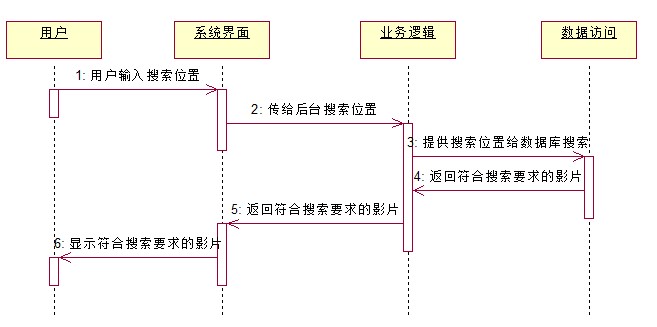 用户
系统界面
业务逻辑
数据访问
1: 用户输入搜索位置
2: 传给后台搜索位置
3: 提供搜索位置给数据库搜索
4: 返回符合搜索要求的影片
5: 返回符合搜索要求的影片
6: 显示符合搜索要求的影片